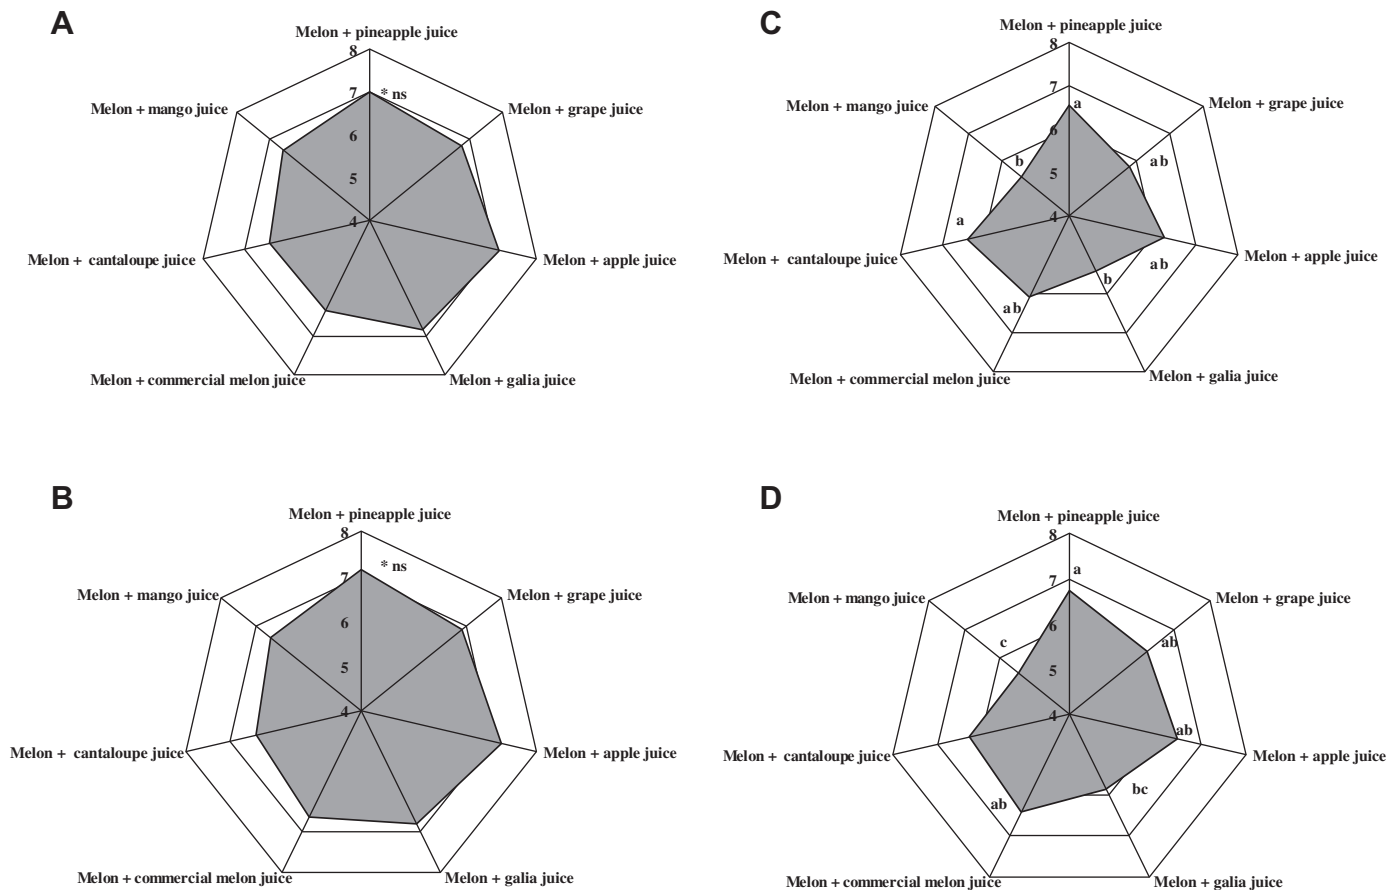 A
Melon + pineapple juice
8
Melon + mango juice
7
* ns
Melon + grape juice
6
5
4
Melon + cantaloupe juice
Melon + apple juice
Melon + commercial melon juice
Melon + galia juice
C
Melon + pineapple juice
8
7
Melon + mango juice
a
Melon + grape juice
6
b
ab
5
a
4
Melon + cantaloupe juice
ab
Melon + apple juice
b
ab
Melon + commercial melon juice
Melon + galia juice
B
Melon + pineapple juice
8
* ns
7
Melon + mango juice
Melon + grape juice
6
5
4
Melon + cantaloupe juice
Melon + apple juice
Melon + commercial melon juice
Melon + galia juice
D
Melon + pineapple juice
8
a
7
Melon + mango juice
Melon + grape juice
6
c
ab
5
4
ab
Melon + cantaloupe juice
Melon + apple juice
bc
ab
Melon + commercial melon juice
Melon + galia juice